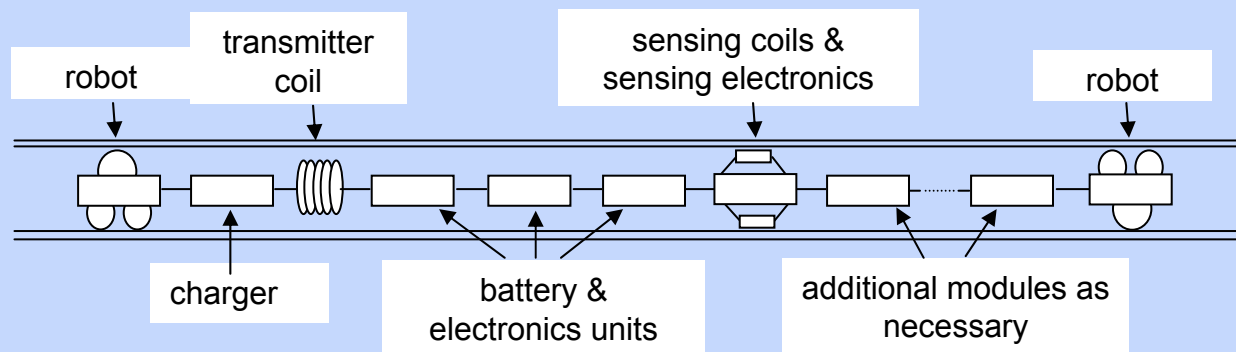 robot
transmitter
coil
sensing coils &
sensing electronics
robot
charger
battery &
electronics units
additional modules as
necessary